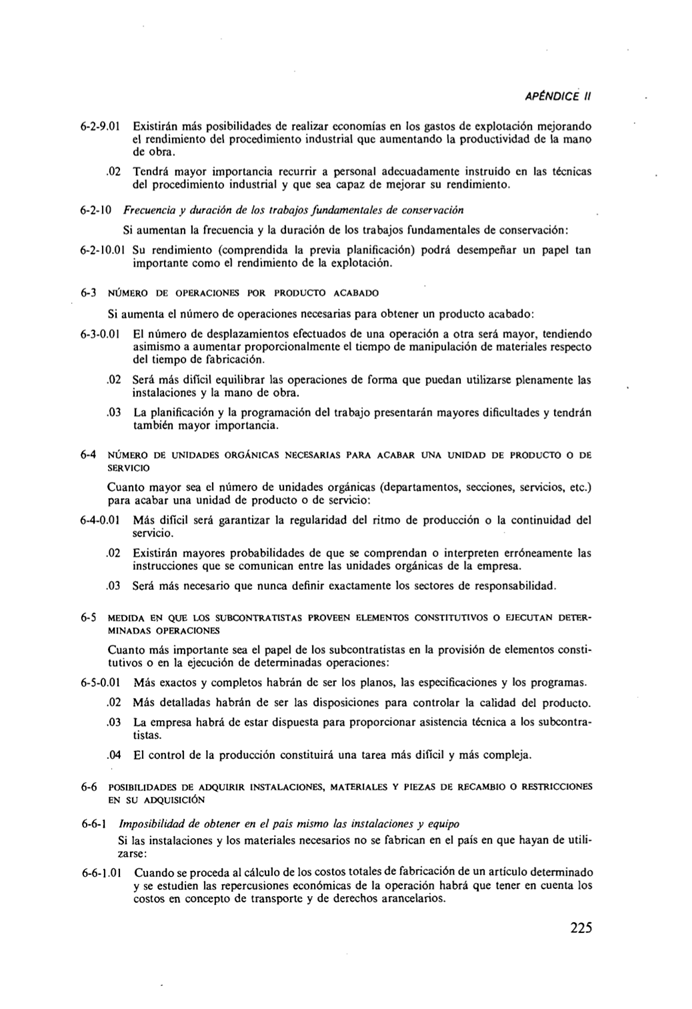 APÉNDICE II
6-2-9.01 Existirán más posibilidades de realizar economías en los gastos de explotación mejorando
el rendimiento del procedimiento industrial que aumentando la productividad de la mano
de obra.
.02 Tendrá mayor importancia recurrir a personal adecuadamente instruido en las técnicas
del procedimiento industrial y que sea capaz de mejorar su rendimiento.
6-2-10 Frecuencia y duración de los trabajos fundamentales de conservación
Si aumentan la frecuencia y la duración de los trabajos fundamentales de conservación:
6-2-10.01 Su rendimiento (comprendida la previa planificación) podrá desempeñar un papel tan
importante como el rendimiento de la explotación.
6-3 NÚMERO DE OPERACIONES POR PRODUCTO ACABADO
Si aumenta el número de operaciones necesarias para obtener un producto acabado:
6-3-0.01 El número de desplazamientos efectuados de una operación a otra será mayor, tendiendo
asimismo a aumentar proporcionalmente el tiempo de manipulación de materiales respecto
del tiempo de fabricación.
.02 Será más difícil equilibrar las operaciones de forma que puedan utilizarse plenamente las
instalaciones y la mano de obra.
.03 La planificación y la programación del trabajo presentarán mayores dificultades y tendrán
también mayor importancia.
6-4 NÚMERO DE UNIDADES ORGÁNICAS NECESARIAS PARA ACABAR UNA UNIDAD DE PRODUCTO O DE
SERVICIO
Cuanto mayor sea el número de unidades orgánicas (departamentos, secciones, servicios, etc.)
para acabar una unidad de producto o de servicio:
6-4-0.01 Más difícil será garantizar la regularidad del ritmo de producción o la continuidad del
servicio.
.02 Existirán mayores probabilidades de que se comprendan o interpreten erróneamente las
instrucciones que se comunican entre las unidades orgánicas de la empresa.
.03 Será más necesario que nunca definir exactamente los sectores de responsabilidad.
6-5 MEDIDA EN QUE LOS SUBCONTRATISTAS PROVEEN ELEMENTOS CONSTITUTIVOS O EJECUTAN DETER-
MINADAS OPERACIONES
Cuanto más importante sea el papel de los subcontratistas en la provisión de elementos consti-
tutivos o en la ejecución de determinadas operaciones:
6-5-0.01 Más exactos y completos habrán de ser los planos, las especificaciones y los programas.
.02 Más detalladas habrán de ser las disposiciones para controlar la calidad del producto.
.03 La empresa habrá de estar dispuesta para proporcionar asistencia técnica a los subcontra-
tistas.
.04 El control de la producción constituirá una tarea más difícil y más compleja.
6-6 POSIBILIDADES DE ADQUIRIR INSTALACIONES, MATERIALES Y PIEZAS DE RECAMBIO O RESTRICCIONES
EN SU ADQUISICIÓN
6-6-1 Imposibilidad de obtener en el país mismo las instalaciones y equipo
Si las instalaciones y los materiales necesarios no se fabrican en el país en que hayan de utili-
zarse:
6-6-1.01 Cuando se proceda al cálculo de los costos totales de fabricación de un artículo determinado
y se estudien las repercusiones económicas de la operación habrá que tener en cuenta los
costos en concepto de transporte y de derechos arancelarios.
225